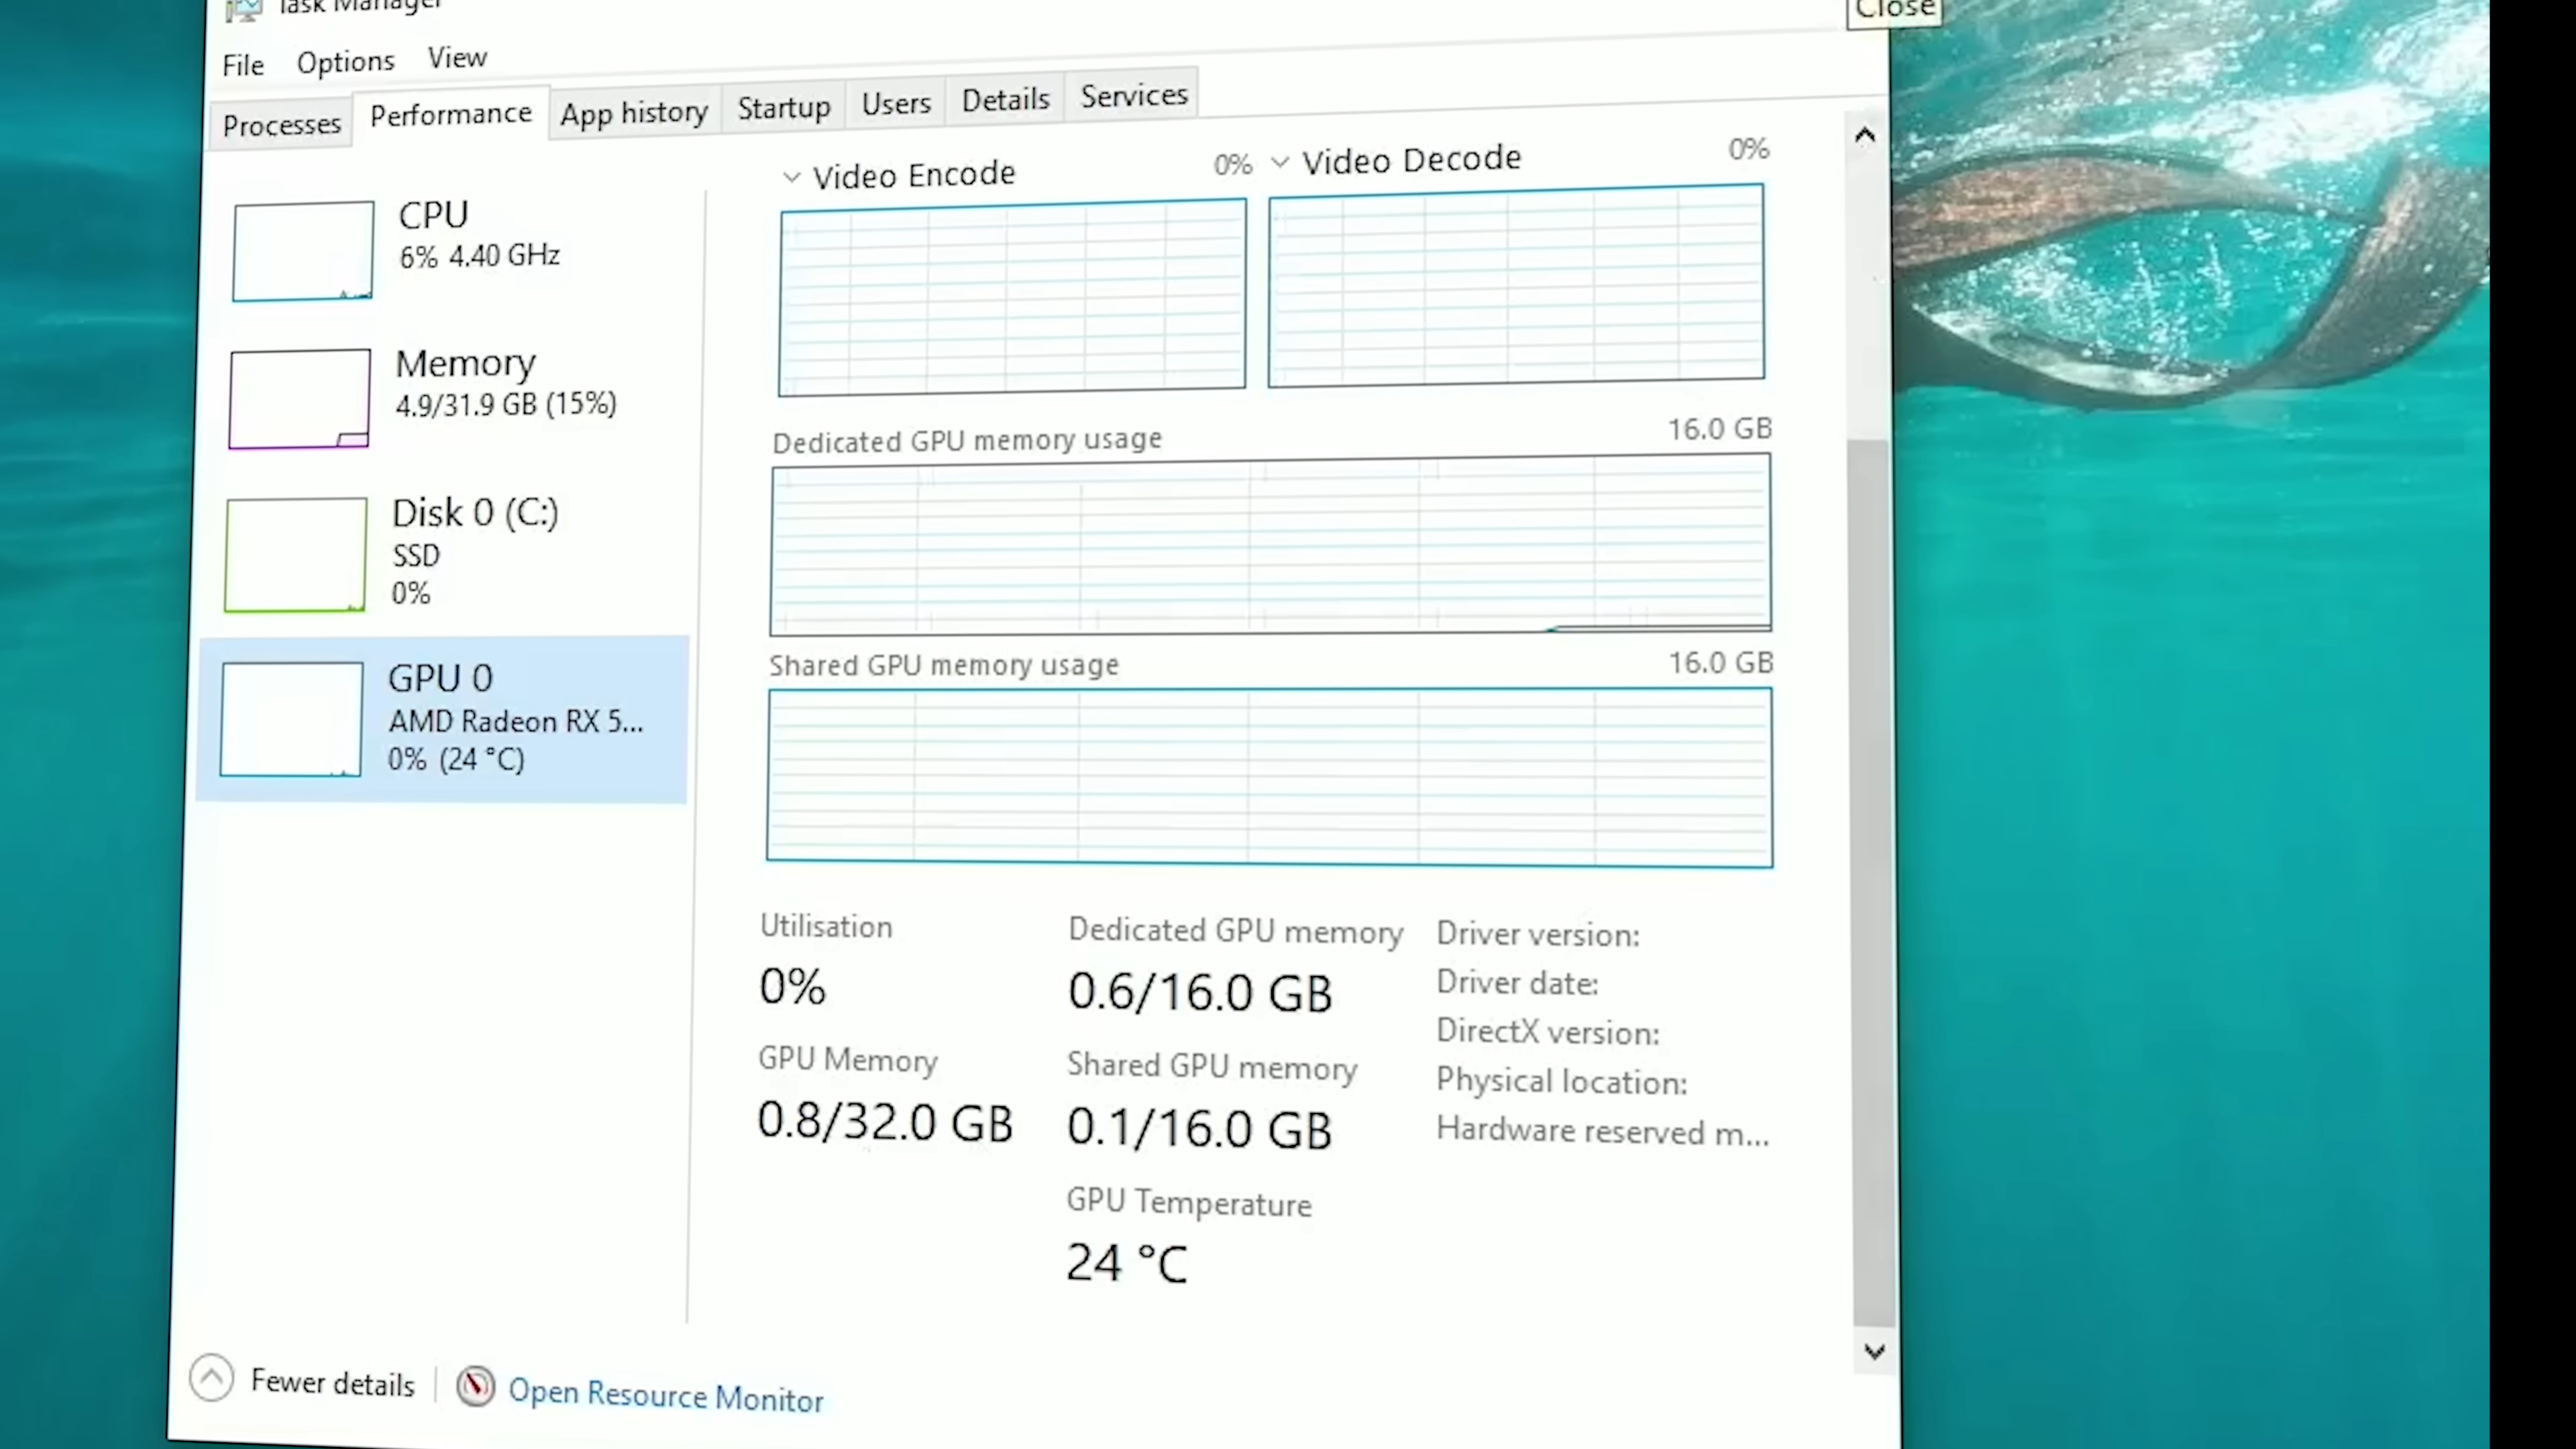 Task Manager
Close
File Options View
Processes Performance App history Startup Users Details Services
CPU
6% 4.40 GHz
Memory
4.9/31.9 GB (15%)
Disk 0 (C:)
SSD
0%
GPU 0
AMD Radeon RX 5...
0% (24 °C)
Video Encode 0%
Video Decode 0%
Dedicated GPU memory usage 16.0 GB
Shared GPU memory usage 16.0 GB
Utilisation
0%
GPU Memory
0.8/32.0 GB
Dedicated GPU memory
0.6/16.0 GB
Shared GPU memory
0.1/16.0 GB
GPU Temperature
24 °C
Driver version:
Driver date:
DirectX version:
Physical location:
Hardware reserved m...
Fewer details
Open Resource Monitor